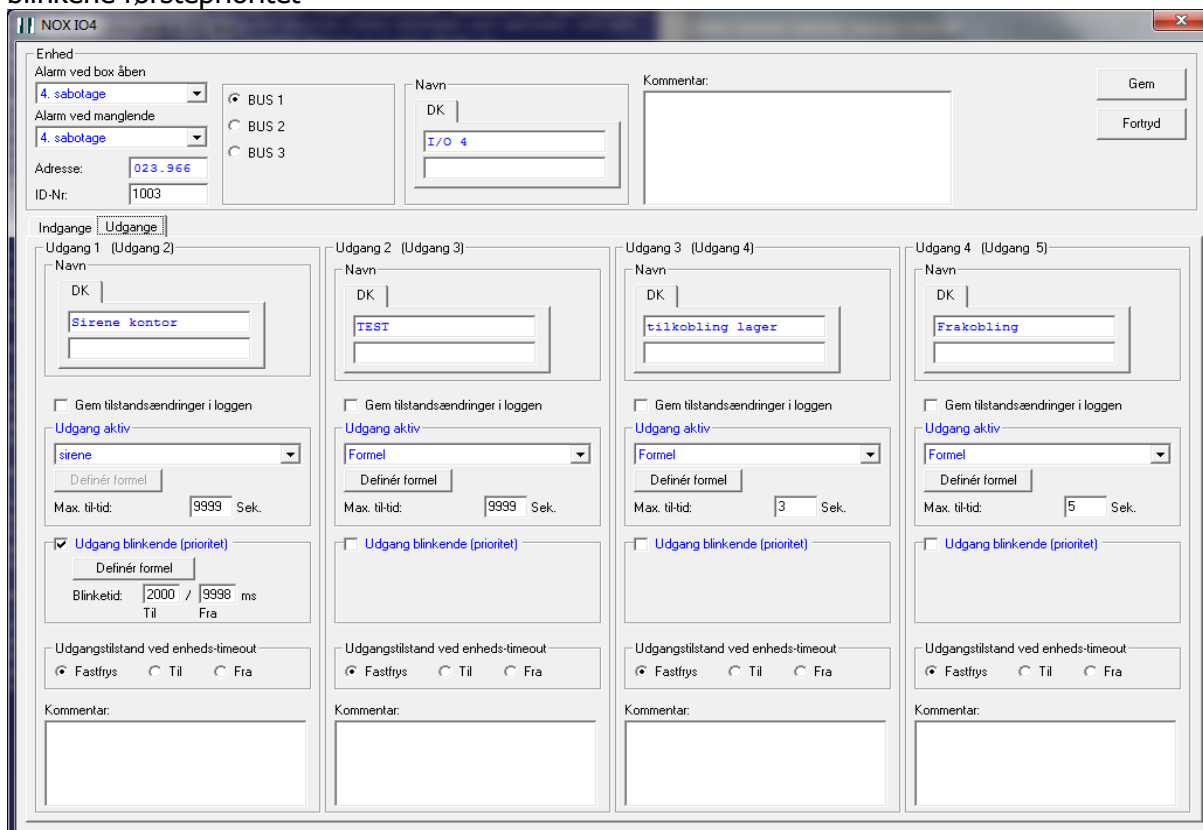 blinkene førsteprioritet
NOX IO4
Enhed
Alarm ved box åben
4. sabotage
Alarm ved manglende
4. sabotage
Adresse: 023.966
ID-Nr: 1003
BUS 1
BUS 2
BUS 3
Navn
DK
I/O 4
Kommentar:
Gem
Fortryd
Indgange Udgange
Udgang 1 (Udgang 2)
Navn
DK
Sirene kontor
Gem tilstandsændringer i loggen
Udgang aktiv
sirene
Definér formel
Max. til-tid: 9999 Sek.
Udgang blinkende (prioritet)
Definér formel
Blinketid: 2000 / 9998 ms
Til Fra
Udgangstilstand ved enheds-timeout
Fastfrys Til Fra
Kommentar:
Udgang 2 (Udgang 3)
Navn
DK
TEST
Gem tilstandsændringer i loggen
Udgang aktiv
Formel
Definér formel
Max. til-tid: 9999 Sek.
Udgang blinkende (prioritet)
Udgangstilstand ved enheds-timeout
Fastfrys Til Fra
Kommentar:
Udgang 3 (Udgang 4)
Navn
DK
tilkobling lager
Gem tilstandsændringer i loggen
Udgang aktiv
Formel
Definér formel
Max. til-tid: 3 Sek.
Udgang blinkende (prioritet)
Udgangstilstand ved enheds-timeout
Fastfrys Til Fra
Kommentar:
Udgang 4 (Udgang 5)
Navn
DK
Frakobling
Gem tilstandsændringer i loggen
Udgang aktiv
Formel
Definér formel
Max. til-tid: 5 Sek.
Udgang blinkende (prioritet)
Udgangstilstand ved enheds-timeout
Fastfrys Til Fra
Kommentar: